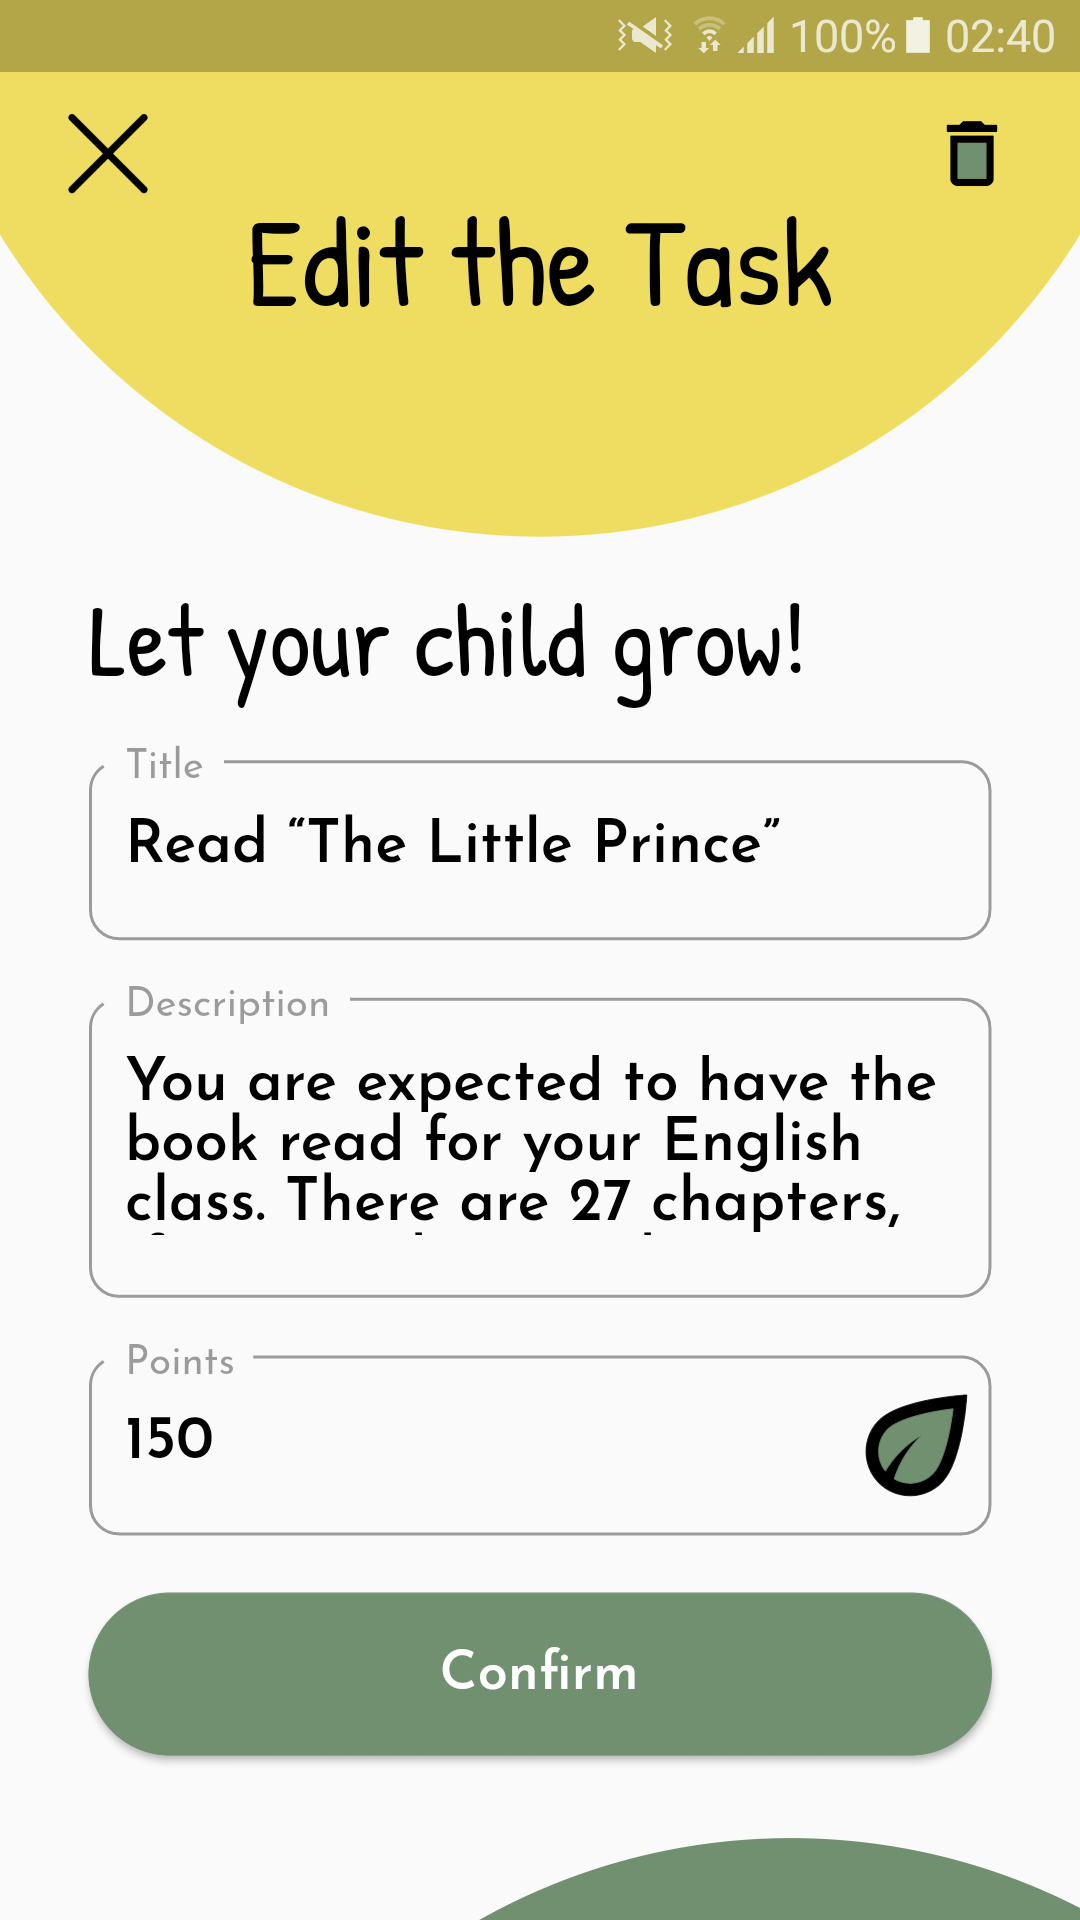 100% 02:40
Edit the Task
Let your child grow!
Title
Read “The Little Prince”
Description
You are expected to have the
book read for your English
class. There are 27 chapters,
Points
150
Confirm